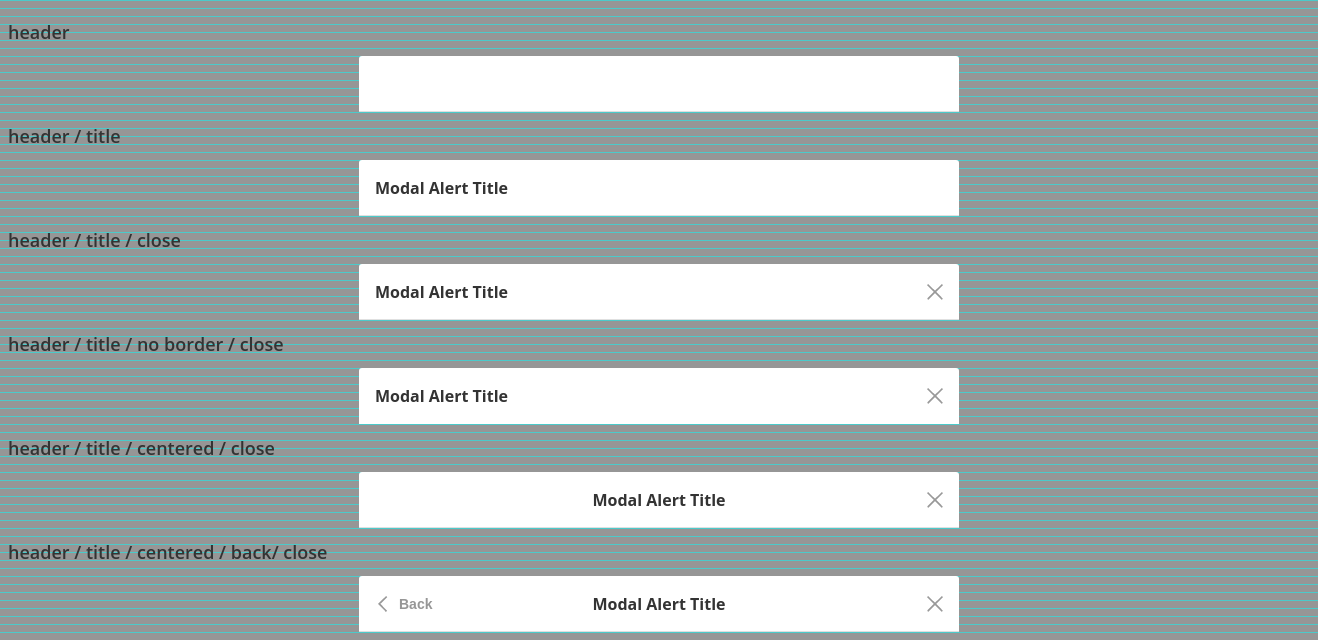 header
header / title
Modal Alert Title
header / title / close
Modal Alert Title
header / title / no border / close
Modal Alert Title
header / title / centered / close
Modal Alert Title
header / title / centered / back/ close
Back Modal Alert Title